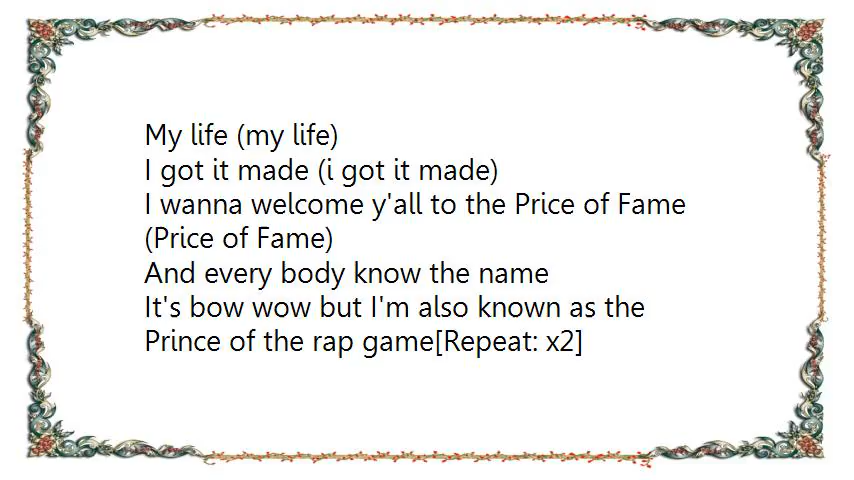 My life (my life)
I got it made (i got it made)
I wanna welcome y'all to the Price of Fame
(Price of Fame)
And every body know the name
It's bow wow but I'm also known as the
Prince of the rap game[Repeat: x2]